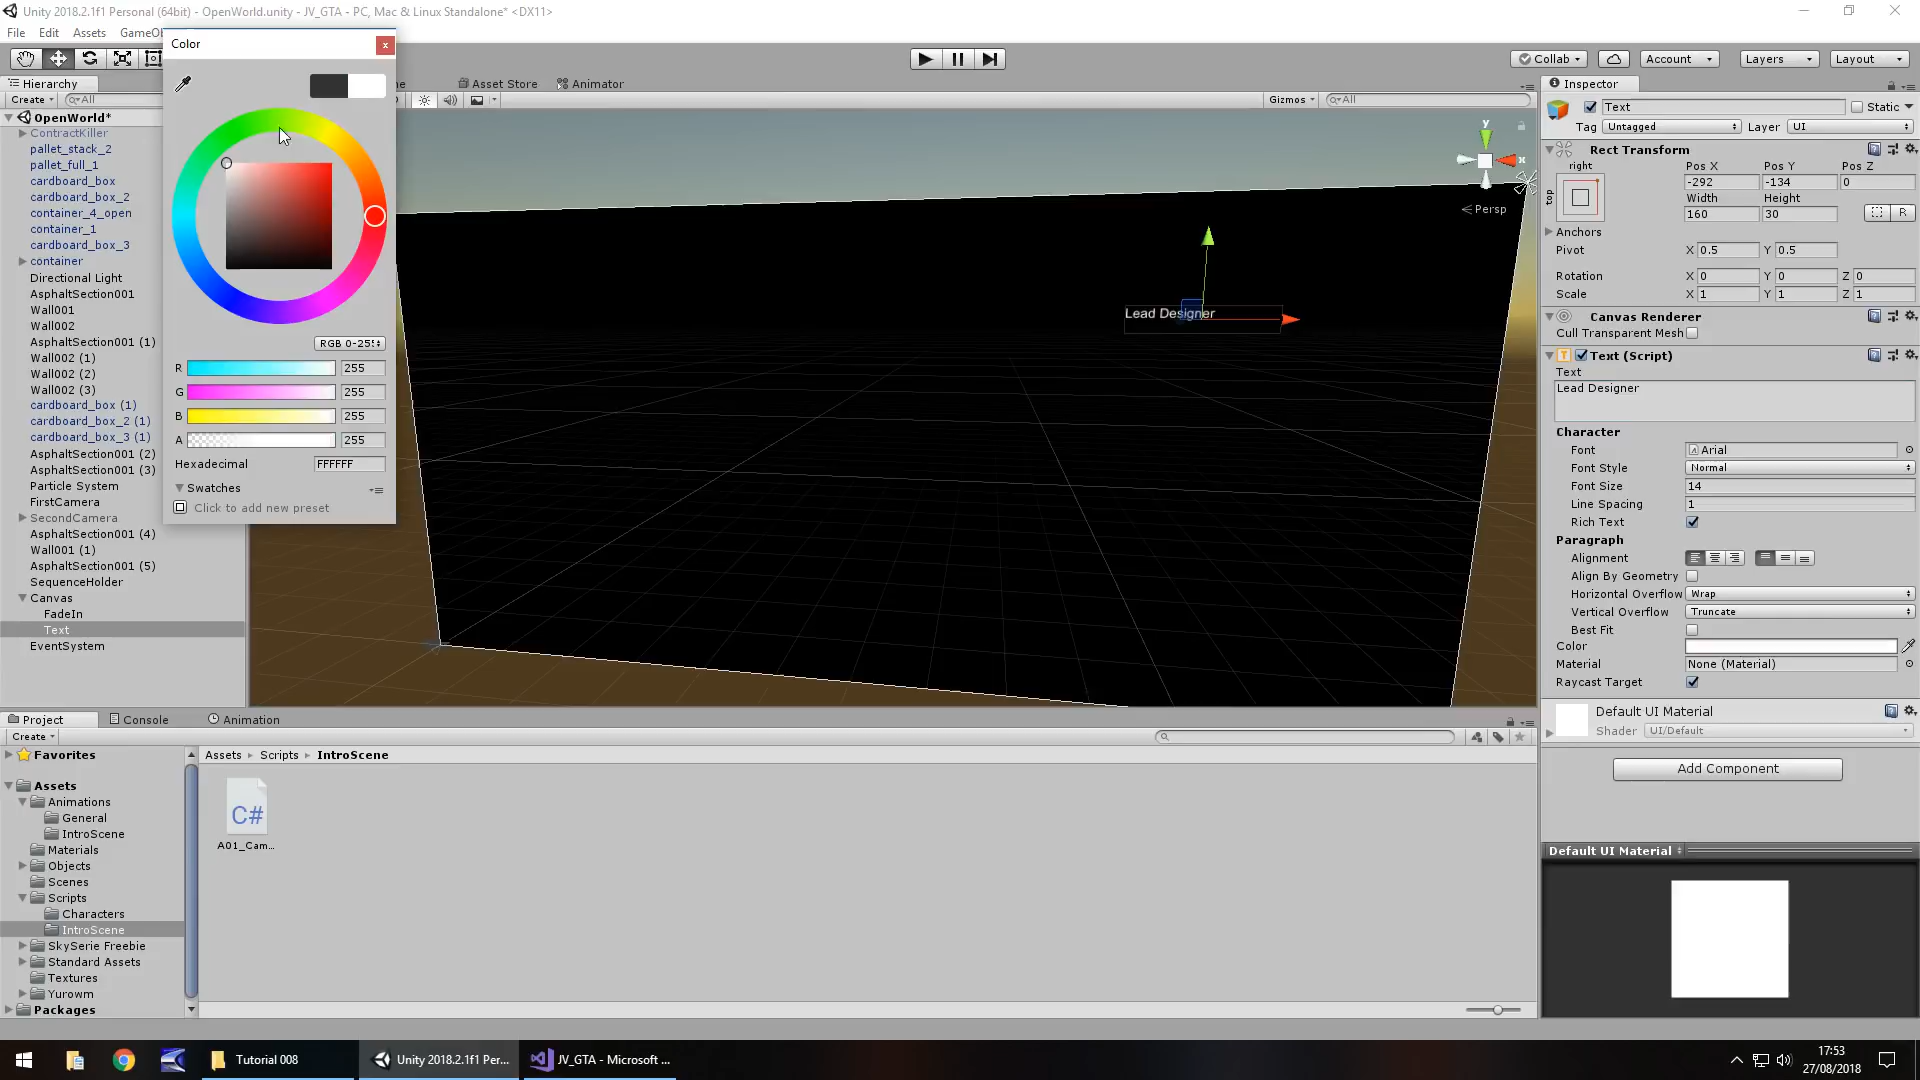 Unity 2018.2.1f1 Personal (64bit) - OpenWorld.unity - JV_GTA - PC, Mac & Linux Standalone* <DX11>
File Edit Assets GameOb
Color
Collab Account Layers Layout
Hierarchy
Asset Store Animator
Inspector
Create All
Gizmos All
Text Static
OpenWorld*
Tag Untagged Layer UI
ContractKiller
pallet_stack_2
pallet_full_1
cardboard_box
cardboard_box_2
container_4_open
container_1
cardboard_box_3
container
Directional Light
AsphaltSection001
Wall001
Wall002
AsphaltSection001 (1)
Wall002 (1)
Wall002 (2)
Wall002 (3)
cardboard_box (1)
cardboard_box_2 (1)
cardboard_box_3 (1)
AsphaltSection001 (2)
AsphaltSection001 (3)
Particle System
FirstCamera
SecondCamera
AsphaltSection001 (4)
Wall001 (1)
AsphaltSection001 (5)
SequenceHolder
Canvas
FadeIn
Text
EventSystem
RGB 0-25
R 255
G 255
B 255
A 255
Hexadecimal FFFFFF
Swatches
Click to add new preset
y
x
Persp
Lead Designer
Rect Transform
right
top
Pos X Pos Y Pos Z
-292 -134 0
Width Height
160 30
R
Anchors
Pivot X 0.5 Y 0.5
Rotation X 0 Y 0 Z 0
Scale X 1 Y 1 Z 1
Canvas Renderer
Cull Transparent Mesh
Text (Script)
Text
Lead Designer
Character
Font Arial
Font Style Normal
Font Size 14
Line Spacing 1
Rich Text
Paragraph
Alignment
Align By Geometry
Horizontal Overflow Wrap
Vertical Overflow Truncate
Best Fit
Color
Material None (Material)
Raycast Target
Default UI Material
Shader UI/Default
Add Component
Default UI Material
Project Console Animation
Create
Favorites
Assets
Animations
General
IntroScene
Materials
Objects
Scenes
Scripts
Characters
IntroScene
SkySerie Freebie
Standard Assets
Textures
Yurowm
Packages
Assets Scripts IntroScene
C#
A01_Cam...
Tutorial 008
Unity 2018.2.1f1 Per...
JV_GTA - Microsoft ...
17:53
27/08/2018